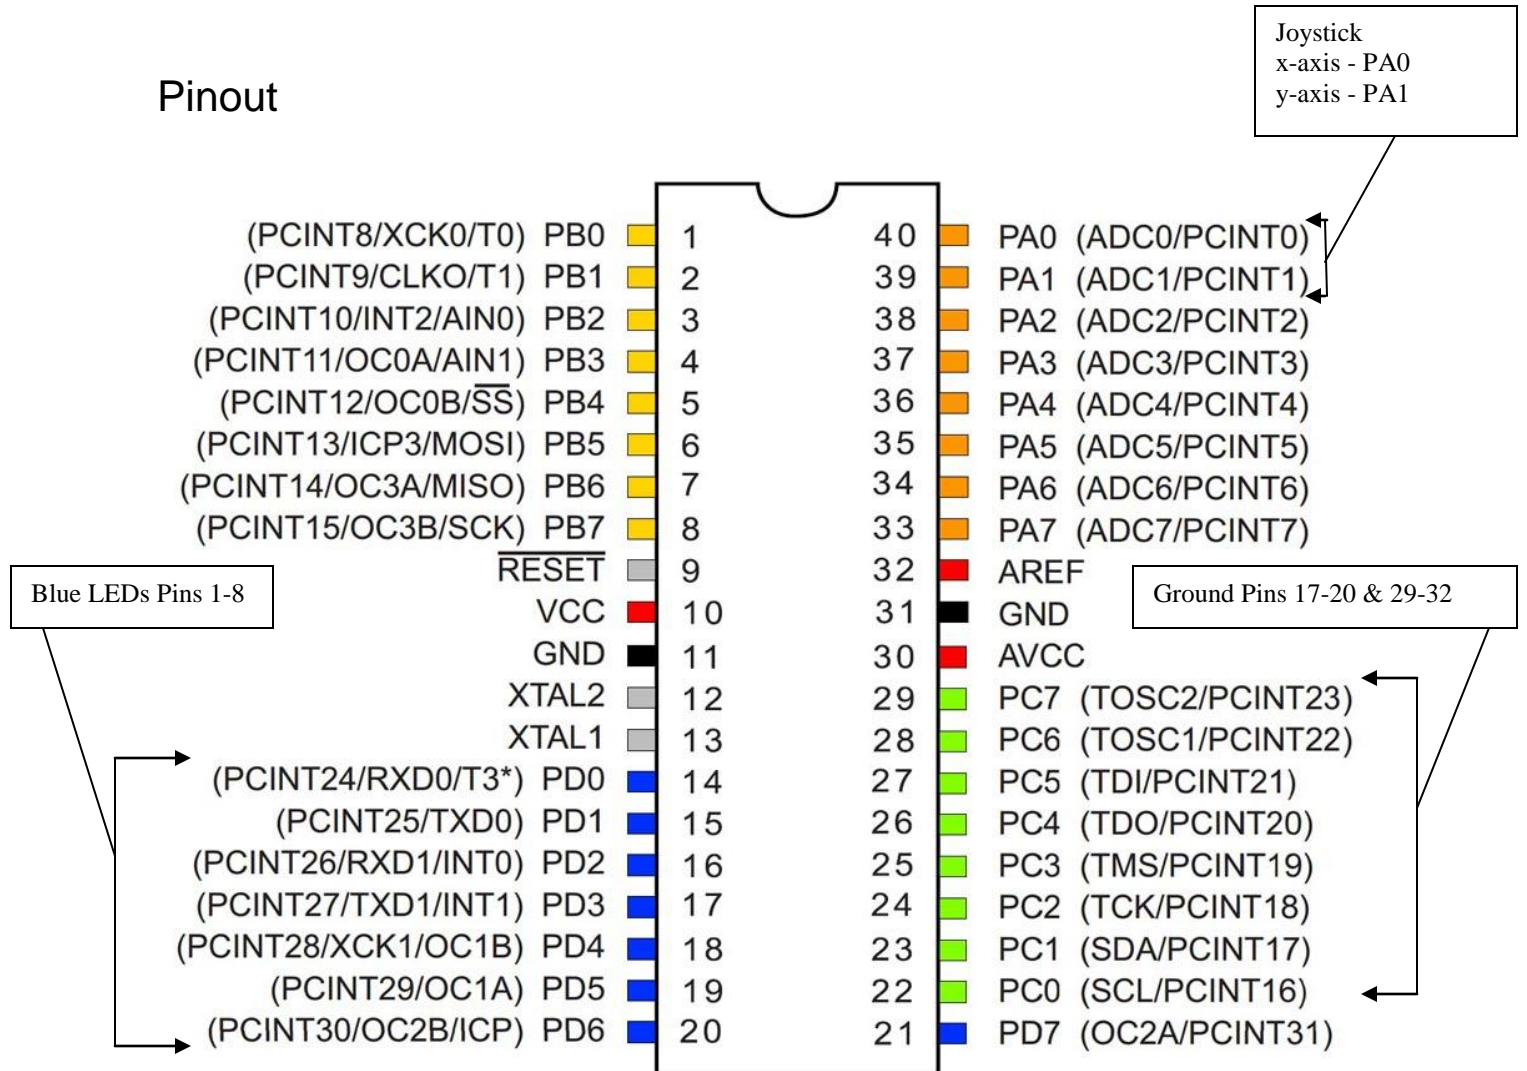 Joystick
x-axis - PA0
y-axis - PA1
Pinout
(PCINT8/XCK0/T0) PB0 1 40 PA0 (ADC0/PCINT0)
(PCINT9/CLKO/T1) PB1 2 39 PA1 (ADC1/PCINT1)
(PCINT10/INT2/AIN0) PB2 3 38 PA2 (ADC2/PCINT2)
(PCINT11/OC0A/AIN1) PB3 4 37 PA3 (ADC3/PCINT3)
(PCINT12/OC0B/SS) PB4 5 36 PA4 (ADC4/PCINT4)
(PCINT13/ICP3/MOSI) PB5 6 35 PA5 (ADC5/PCINT5)
(PCINT14/OC3A/MISO) PB6 7 34 PA6 (ADC6/PCINT6)
(PCINT15/OC3B/SCK) PB7 8 33 PA7 (ADC7/PCINT7)
RESET 9 32 AREF
Blue LEDs Pins 1-8
Ground Pins 17-20 & 29-32
VCC 10 31 GND
GND 11 30 AVCC
XTAL2 12 29 PC7 (TOSC2/PCINT23)
XTAL1 13 28 PC6 (TOSC1/PCINT22)
(PCINT24/RXD0/T3*) PD0 14 27 PC5 (TDI/PCINT21)
(PCINT25/TXD0) PD1 15 26 PC4 (TDO/PCINT20)
(PCINT26/RXD1/INT0) PD2 16 25 PC3 (TMS/PCINT19)
(PCINT27/TXD1/INT1) PD3 17 24 PC2 (TCK/PCINT18)
(PCINT28/XCK1/OC1B) PD4 18 23 PC1 (SDA/PCINT17)
(PCINT29/OC1A) PD5 19 22 PC0 (SCL/PCINT16)
(PCINT30/OC2B/ICP) PD6 20 21 PD7 (OC2A/PCINT31)